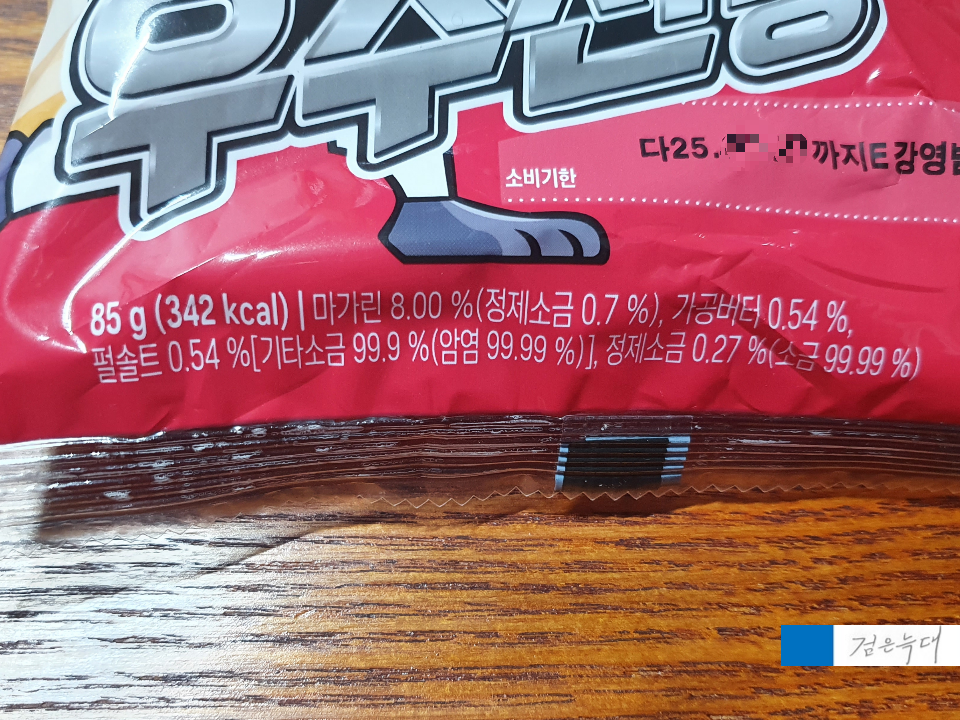 소비기한
다25. 까지E강영
85 g (342 kcal) | 마가린 8.00 %(정제소금 0.7 %), 가공버터 0.54 %,
펄솔트 0.54 %[기타소금 99.9 %(암염 99.99 %)], 정제소금 0.27 %(소금 99.99 %)
검은늑대